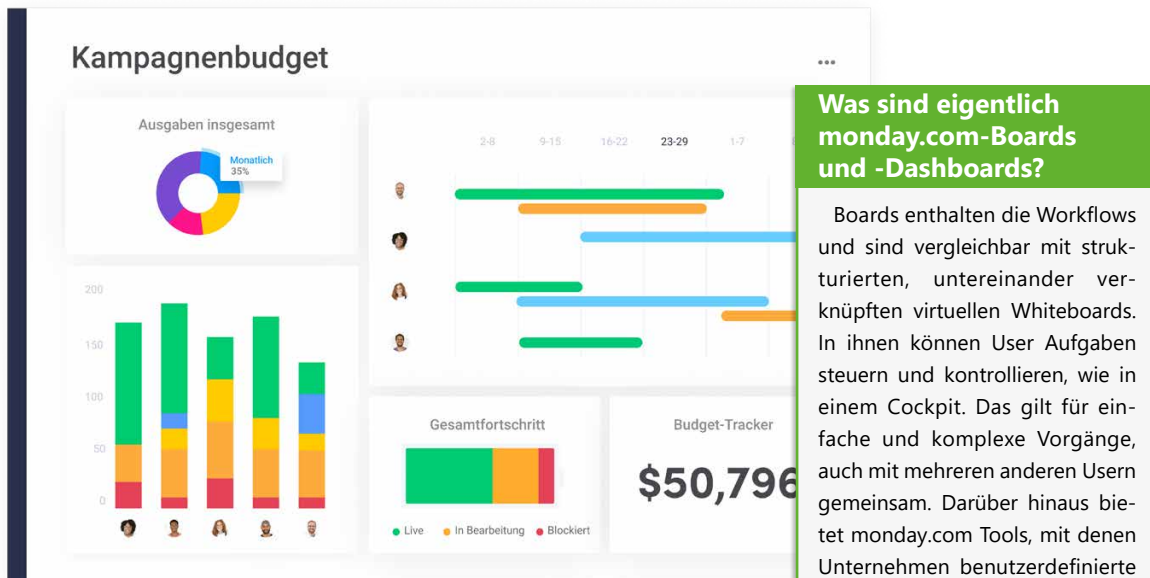 Kampagnenbudget
Ausgaben insgesamt
Monatlich
35%
2-8 9-15 16-22 23-29 1-7
200
150
100
50
0
Gesamtfortschritt
Live In Bearbeitung Blockiert
Budget-Tracker
$50,796
Was sind eigentlich
monday.com-Boards
und -Dashboards?
Boards enthalten die Workflows
und sind vergleichbar mit struk-
turierten, untereinander ver-
knüpften virtuellen Whiteboards.
In ihnen können User Aufgaben
steuern und kontrollieren, wie in
einem Cockpit. Das gilt für ein-
fache und komplexe Vorgänge,
auch mit mehreren anderen Usern
gemeinsam. Darüber hinaus bie-
tet monday.com Tools, mit denen
Unternehmen benutzerdefinierte